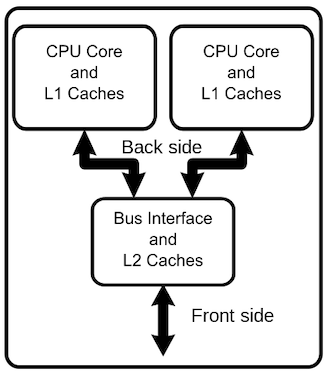 CPU Core
and
L1 Caches
CPU Core
and
L1 Caches
Back side
Bus Interface
and
L2 Caches
Front side